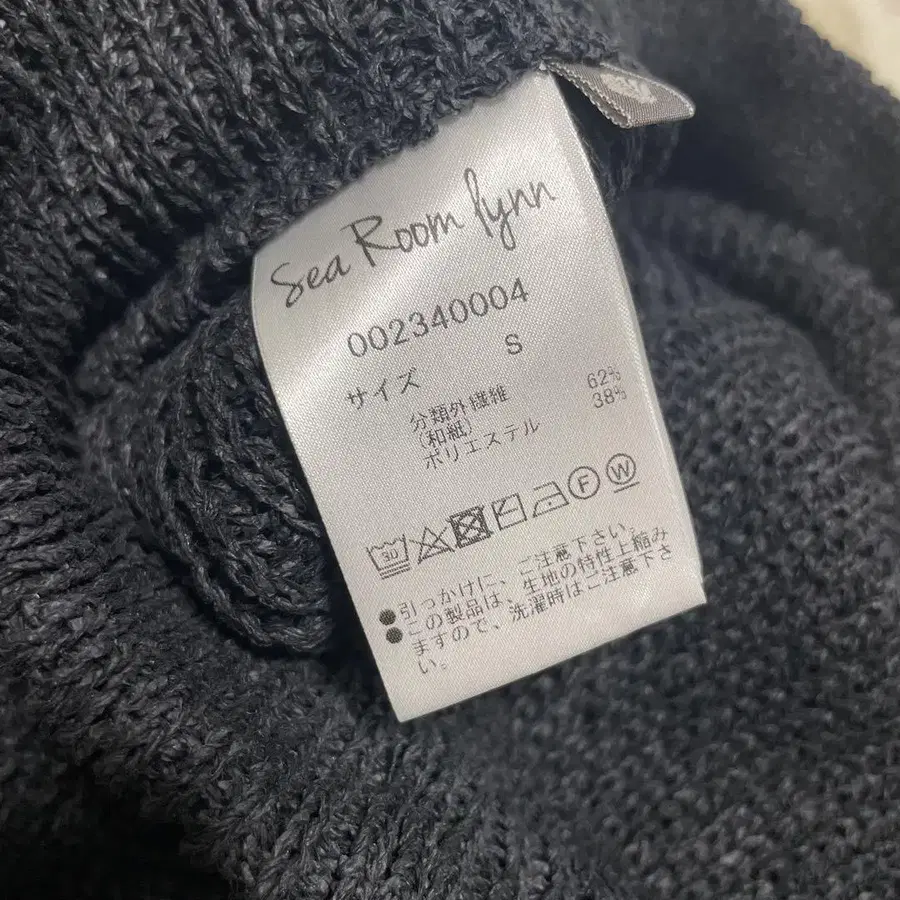 Sea Room lynn
002340004
サイズ S
分類外繊維 62%
(和紙)
ポリエステル 38%
30 F W
●引っかけに、ご注意下さい。
●この製品は、生地の特性上縮み
ますので、洗濯時はご注意下さ
い。